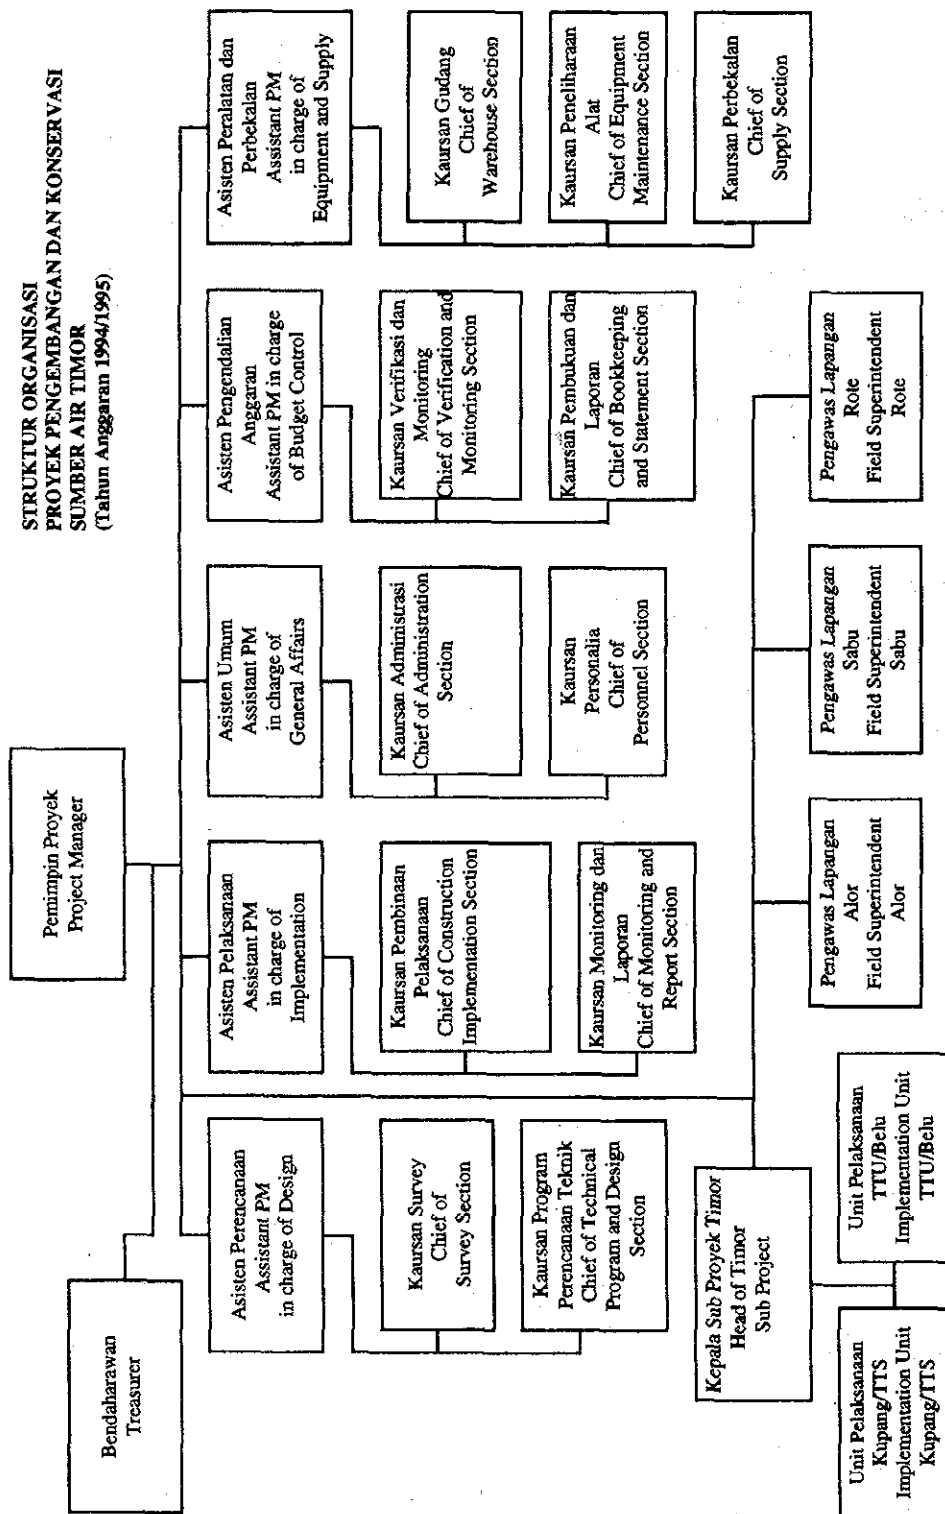 STRUKTUR ORGANISASI
PROYEK PENGEMBANGAN DAN KONSERVASI
SUMBER AIR TIMOR
(Tahun Anggaran 1994/1995)
Pemimpin Proyek
Project Manager
Bendaharawan
Treasurer
Asisten Perencanaan
Assistant PM
in charge of Design
Kaursan Survey
Chief of
Survey Section
Kaursan Program
Perencanaan Teknik
Chief of Technical
Program and Design
Section
Asisten Pelaksanaan
Assistant PM
in charge of
Implementation
Kaursan Pembinaan
Pelaksanaan
Chief of Construction
Implementation Section
Kaursan Monitoring dan
Laporan
Chief of Monitoring and
Report Section
Asisten Umum
Assistant PM
in charge of
General Affairs
Kaursan Administrasi
Chief of Administration
Section
Kaursan
Personalia
Chief of
Personnel Section
Asisten Pengendalian
Anggaran
Assistant PM in charge
of Budget Control
Kaursan Verifikasi dan
Monitoring
Chief of Verification and
Monitoring Section
Kaursan Pembukuan dan
Laporan
Chief of Bookkeeping
and Statement Section
Asisten Peralatan dan
Perbekalan
Assistant PM
in charge of
Equipment and Supply
Kaursan Gudang
Chief of
Warehouse Section
Kaursan Peneliharaan
Alat
Chief of Equipment
Maintenance Section
Kaursan Perbekalan
Chief of
Supply Section
Kepala Sub Proyek Timor
Head of Timor
Sub Project
Unit Pelaksanaan
Kupang/TTS
Implementation Unit
Kupang/TTS
Unit Pelaksanaan
TTU/Belu
Implementation Unit
TTU/Belu
Pengawas Lapangan
Alor
Field Superintendent
Alor
Pengawas Lapangan
Sabu
Field Superintendent
Sabu
Pengawas Lapangan
Rote
Field Superintendent
Rote